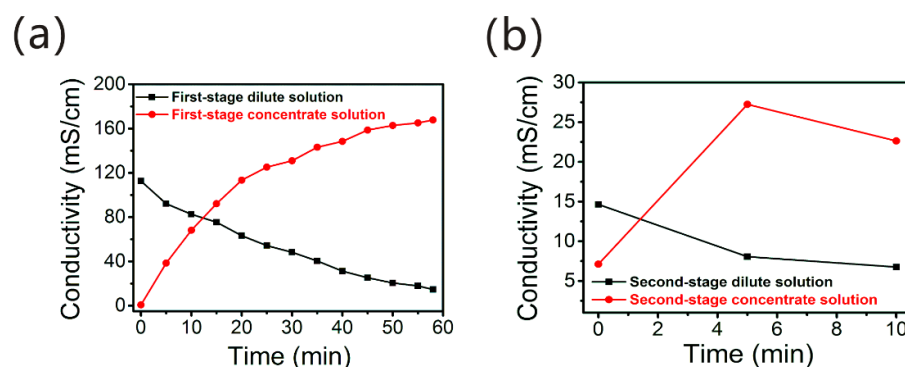 (a)
200
160
120
80
40
0
Conductivity (mS/cm)
First-stage dilute solution
First-stage concentrate solution
0 10 20 30 40 50 60
Time (min)
(b)
30
25
20
15
10
5
Conductivity (mS/cm)
Second-stage dilute solution
Second-stage concentrate solution
0 2 4 6 8 10
Time (min)